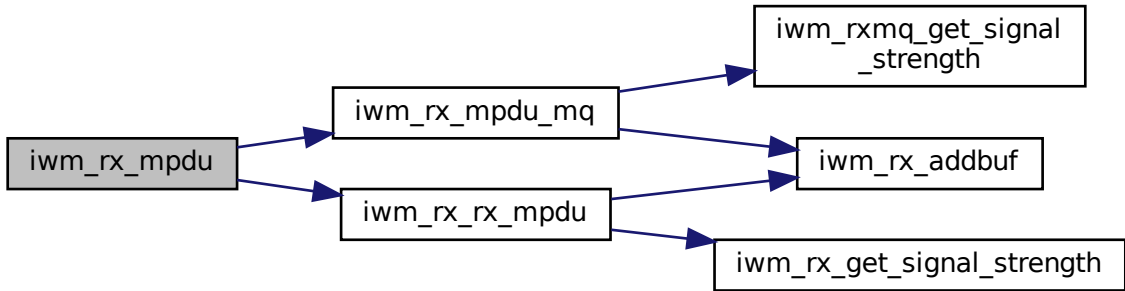 iwm_rx_mpdu
iwm_rx_mpdu_mq
iwm_rx_rx_mpdu
iwm_rxmq_get_signal
_strength
iwm_rx_addbuf
iwm_rx_get_signal_strength